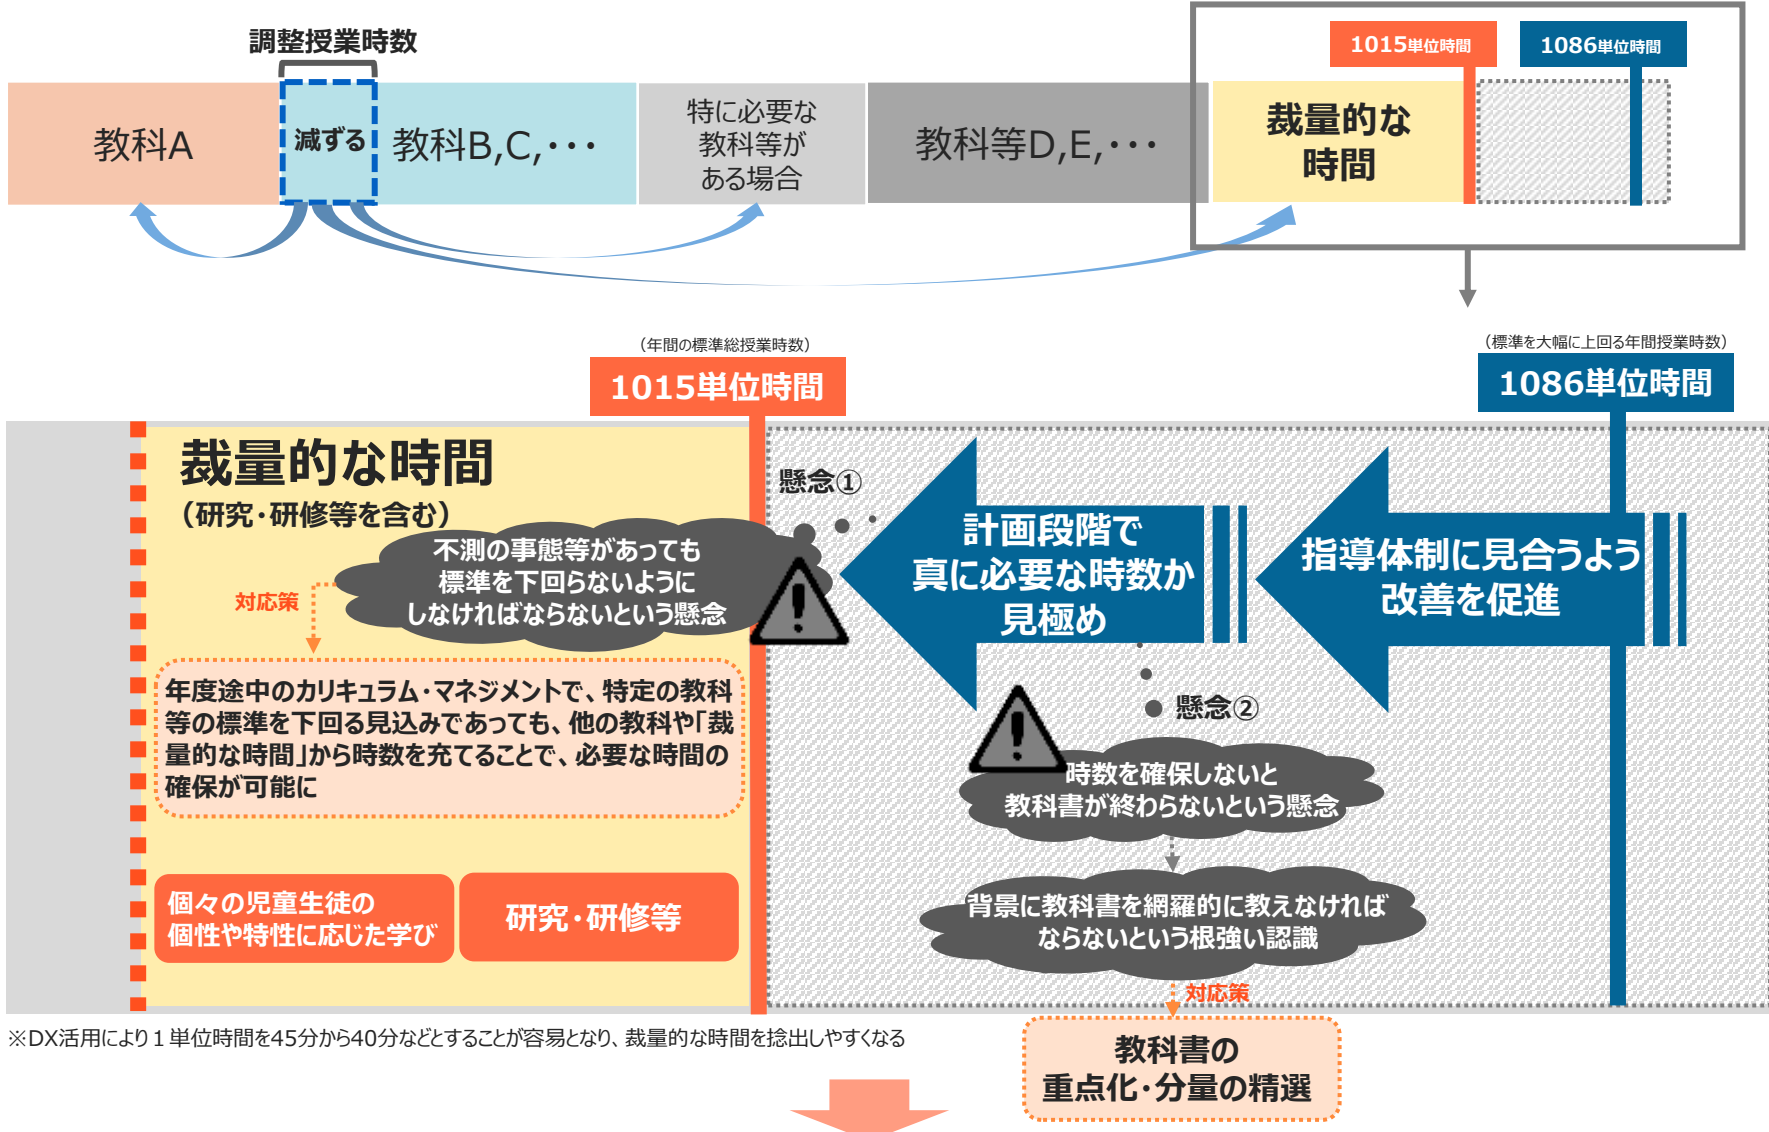 調整授業時数
1015単位時間
1086単位時間
教科A
減ずる
教科B,C,・・・
特に必要な
教科等が
ある場合
教科等D,E,・・・
裁量的な
時間
（年間の標準総授業時数）
1015単位時間
（標準を大幅に上回る年間授業時数）
1086単位時間
裁量的な時間
（研究・研修等を含む）
懸念①
不測の事態等があっても
標準を下回らないように
しなければならないという懸念
対応策
計画段階で
真に必要な時数か
見極め
指導体制に見合うよう
改善を促進
年度途中のカリキュラム・マネジメントで、特定の教科
等の標準を下回る見込みであっても、他の教科や「裁
量的な時間」から時数を充てることで、必要な時間の
確保が可能に
懸念②
時数を確保しないと
教科書が終わらないという懸念
個々の児童生徒の
個性や特性に応じた学び
研究・研修等
背景に教科書を網羅的に教えなければ
ならないという根強い認識
対応策
※DX活用により１単位時間を45分から40分などとすることが容易となり、裁量的な時間を捻出しやすくなる
教科書の
重点化・分量の精選